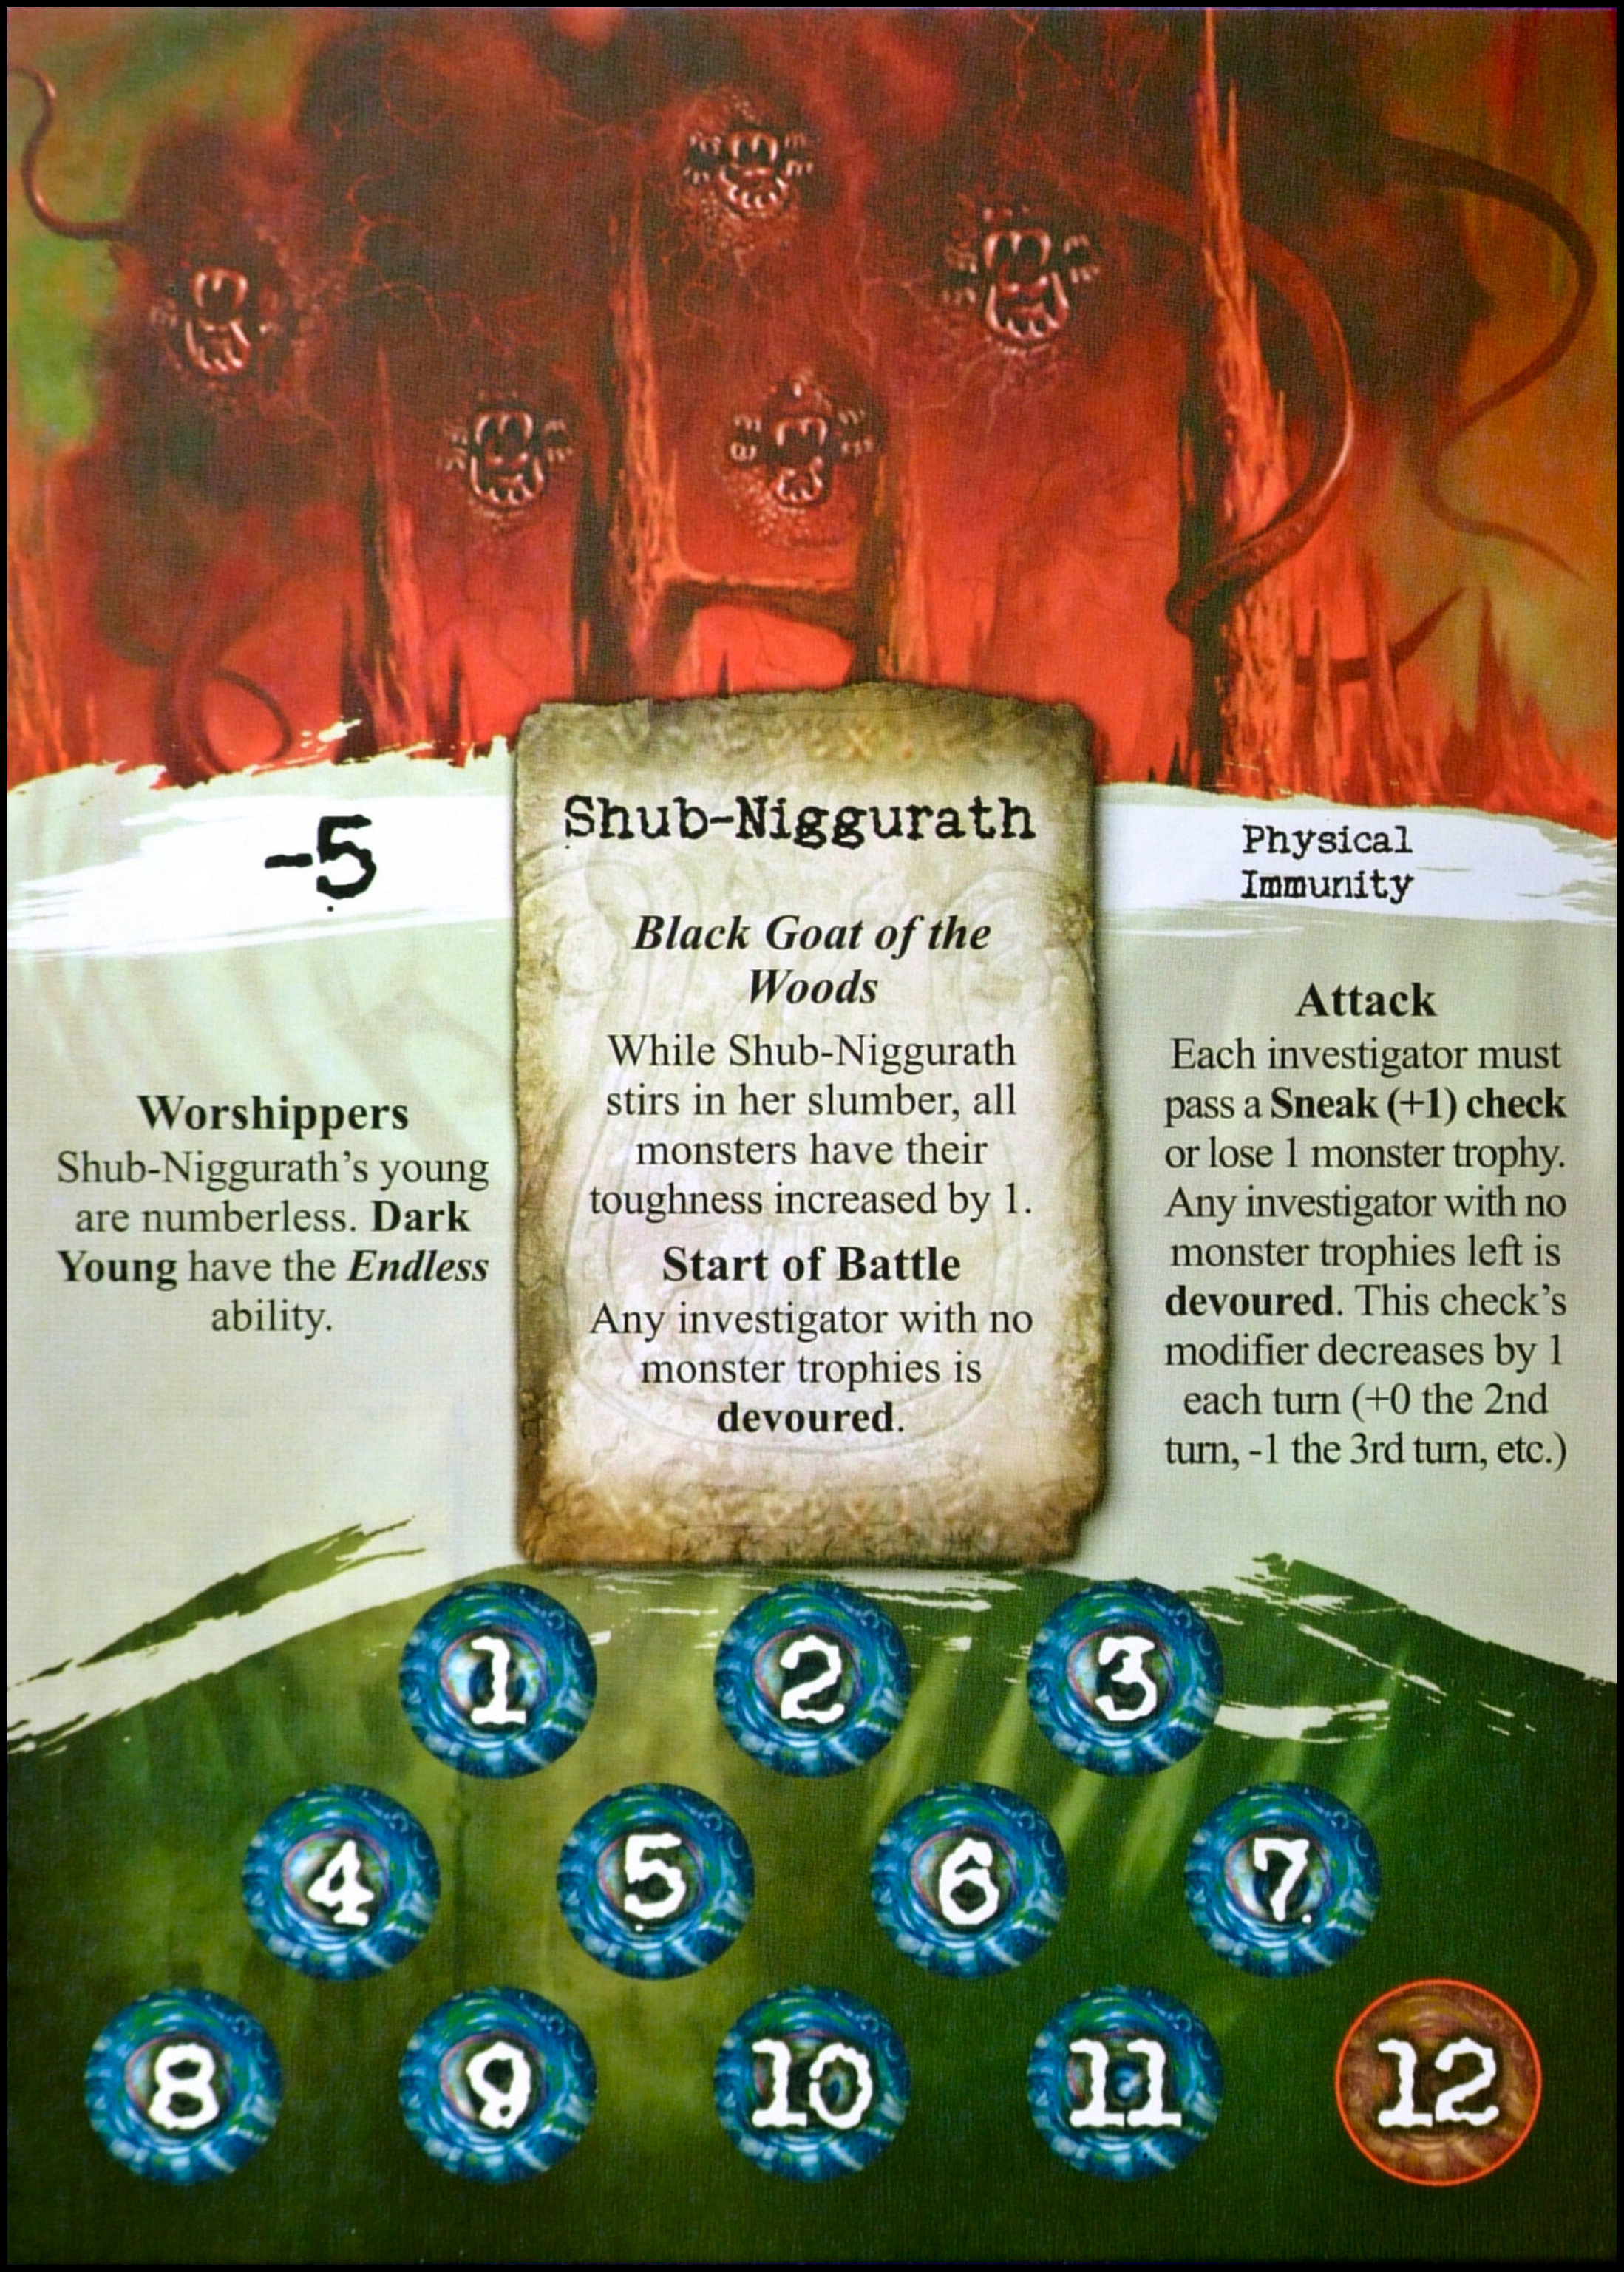 -5
Shub-Niggurath
Physical
Immunity
Worshippers
Shub-Niggurath's young
are numberless. Dark
Young have the Endless
ability.
Black Goat of the
Woods
While Shub-Niggurath
stirs in her slumber, all
monsters have their
toughness increased by 1.
Start of Battle
Any investigator with no
monster trophies is
devoured.
Attack
Each investigator must
pass a Sneak (+1) check
or lose 1 monster trophy.
Any investigator with no
monster trophies left is
devoured. This check's
modifier decreases by 1
each turn (+0 the 2nd
turn, -1 the 3rd turn, etc.)
1 2 3
4 5 6 7
8 9 10 11 12